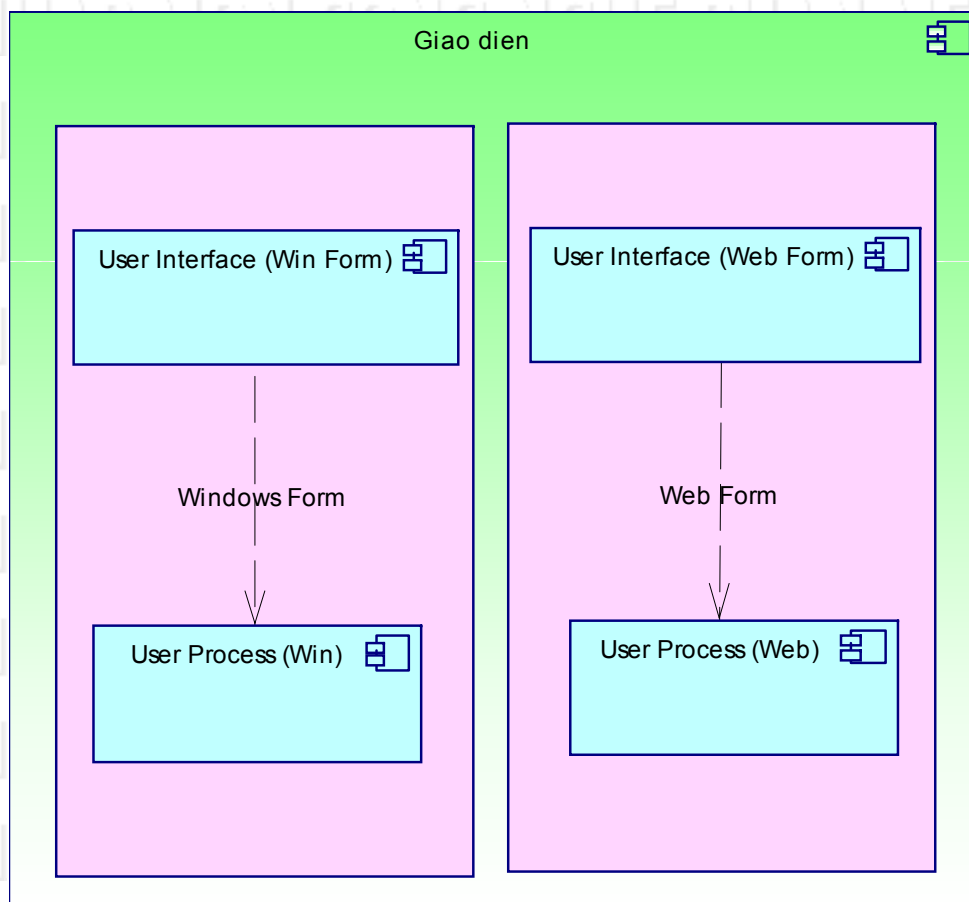 Giao dien
User Interface (Win Form)
User Interface (Web Form)
Windows Form
Web Form
User Process (Win)
User Process (Web)